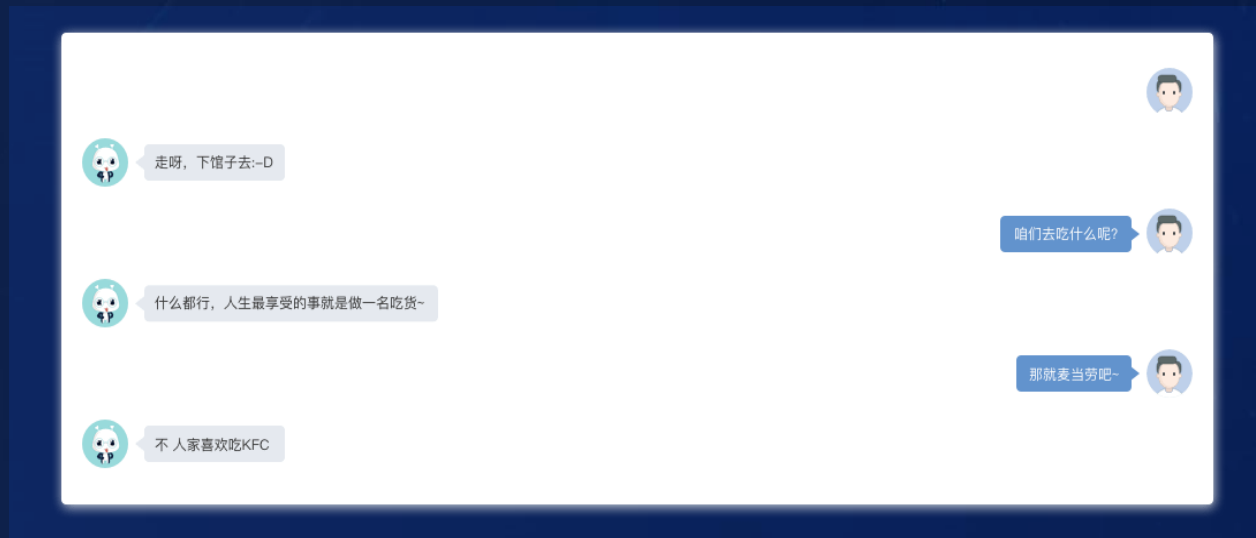 走呀，下馆子去:-D
咱们去吃什么呢?
什么都行，人生最享受的事就是做一名吃货~
那就麦当劳吧~
不 人家喜欢吃KFC